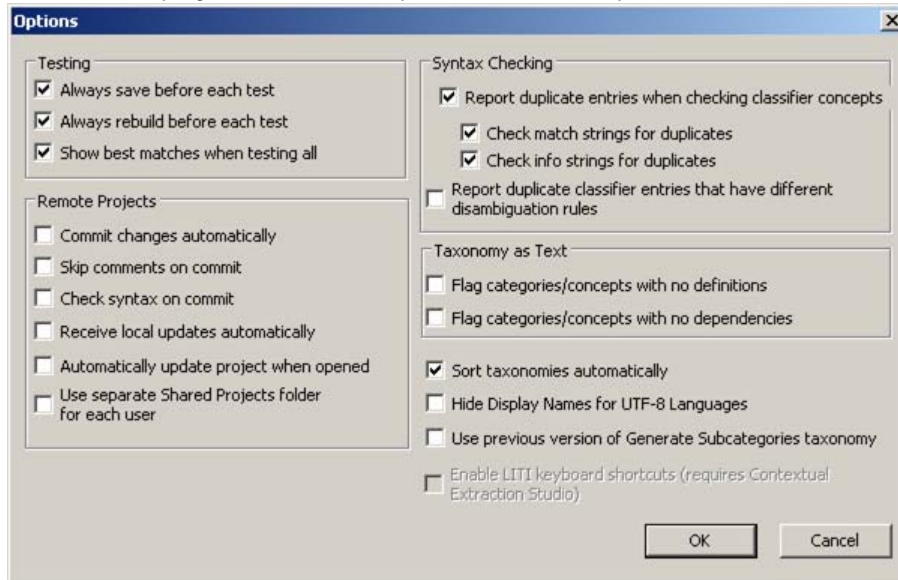 Options
Testing
Always save before each test
Always rebuild before each test
Show best matches when testing all
Remote Projects
Commit changes automatically
Skip comments on commit
Check syntax on commit
Receive local updates automatically
Automatically update project when opened
Use separate Shared Projects folder
for each user
Syntax Checking
Report duplicate entries when checking classifier concepts
Check match strings for duplicates
Check info strings for duplicates
Report duplicate classifier entries that have different
disambiguation rules
Taxonomy as Text
Flag categories/concepts with no definitions
Flag categories/concepts with no dependencies
Sort taxonomies automatically
Hide Display Names for UTF-8 Languages
Use previous version of Generate Subcategories taxonomy
Enable LITI keyboard shortcuts (requires Contextual
Extraction Studio)
OK
Cancel